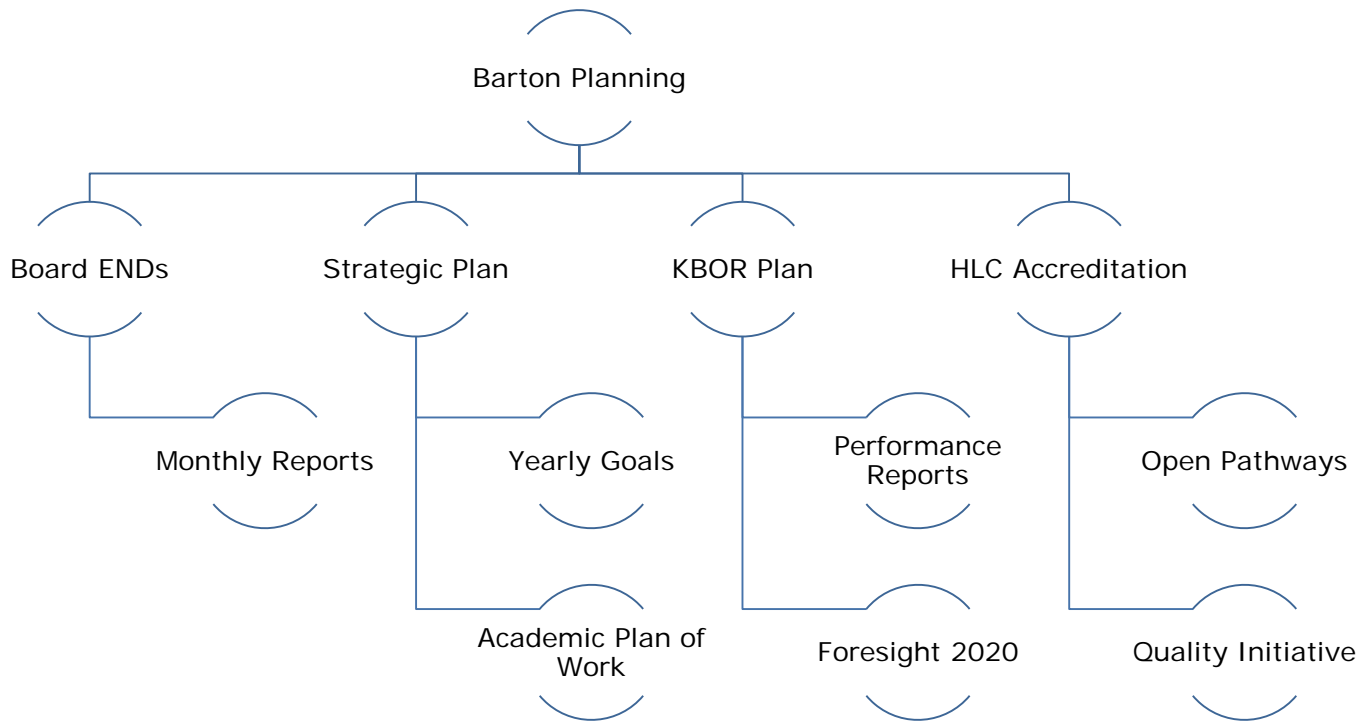 Barton Planning
Board ENDs
Strategic Plan
KBOR Plan
HLC Accreditation
Monthly Reports
Yearly Goals
Performance
Reports
Open Pathways
Academic Plan of
Work
Foresight 2020
Quality Initiative